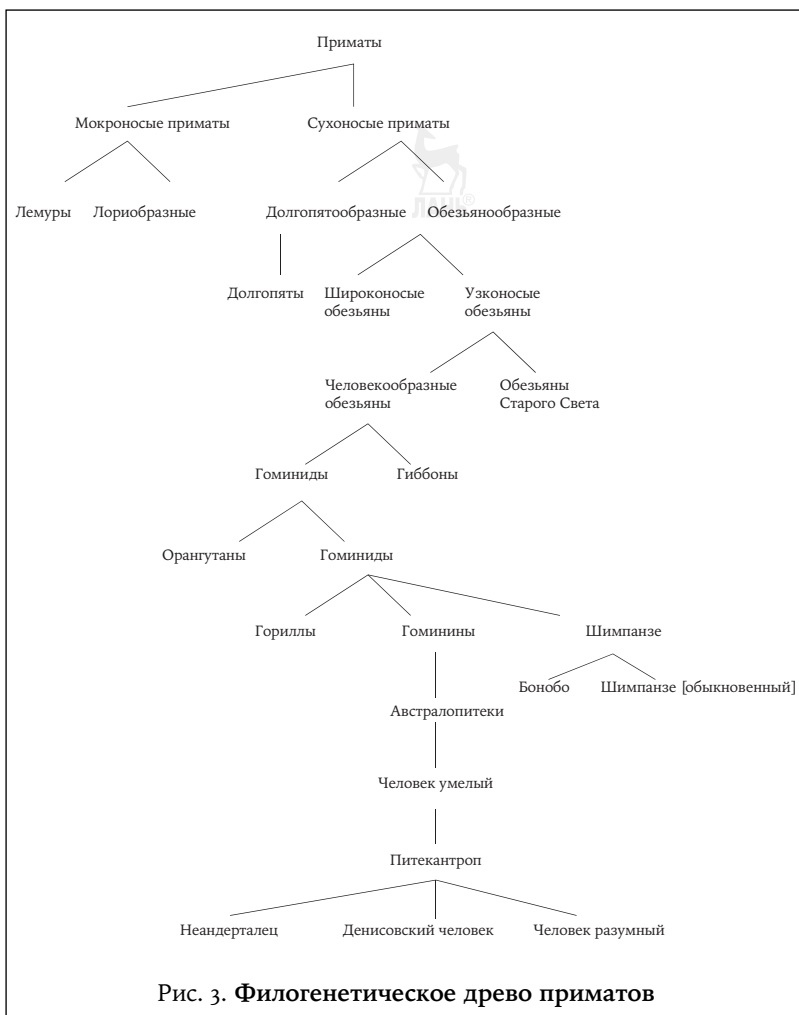 Приматы
Мокроносые приматы
Сухоносые приматы
ЛАНЬ®
Лемуры
Лориобразные
Долгопятообразные
Обезьянообразные
Долгопяты
Широконосые
обезьяны
Узконосые
обезьяны
Человекообразные
обезьяны
Обезьяны
Старого Света
Гоминиды
Гиббоны
Орангутаны
Гоминиды
Гориллы
Гоминины
Шимпанзе
Бонобо
Шимпанзе [обыкновенный]
Австралопитеки
Человек умелый
Питекантроп
Неандерталец
Денисовский человек
Человек разумный
Рис. 3. Филогенетическое древо приматов